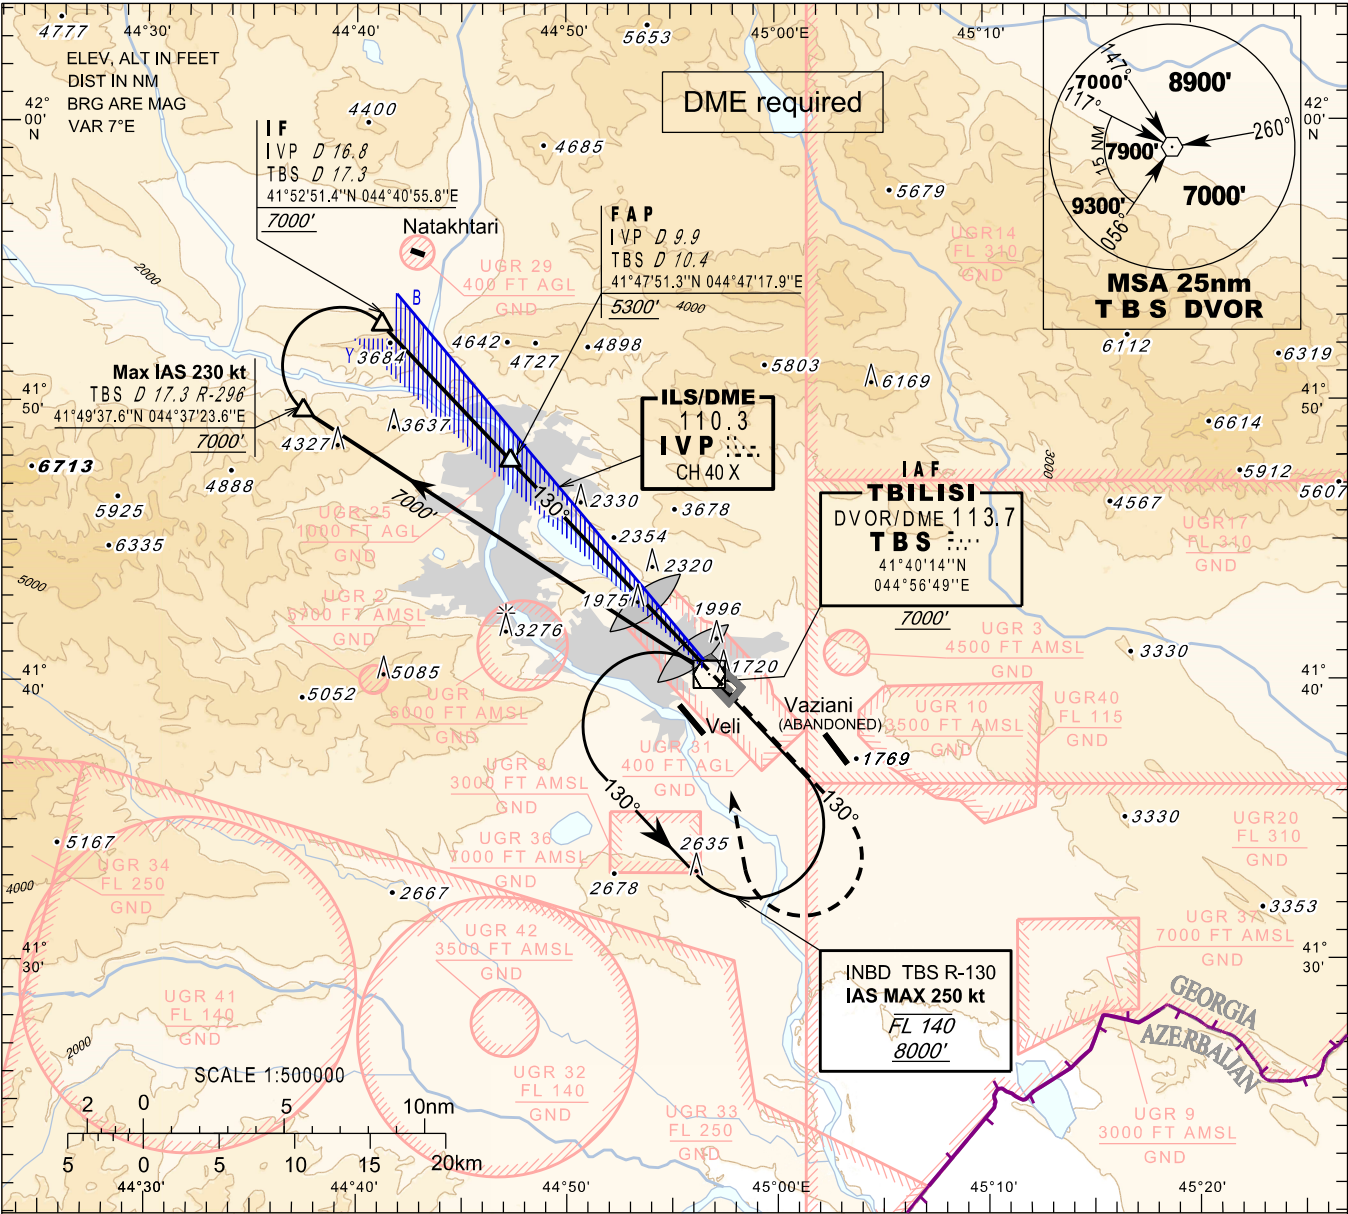 4777
44°30'
44°40'
44°50'
5653
45°00'E
45°10'
ELEV, ALT IN FEET
DIST IN NM
BRG ARE MAG
VAR 7°E
42°
00'
N
4400
4685
DME required
5679
IF
IVP D 16.8
TBS D 17.3
41°52'51.4"N 044°40'55.8"E
7000'
Natakhtari
FAP
IVP D 9.9
TBS D 10.4
41°47'51.3"N 044°47'17.9"E
5300'
4000
147°
7000'
117°
8900'
260°
15 NM
7900'
9300'
056°
7000'
MSA 25nm
TBS DVOR
42°
00'
N
UGR14
FL 310
GND
UGR 29
400 FT AGL
GND
2000
B
Y
3684
4642
4727
4898
5803
6169
6112
6319
Max IAS 230 kt
TBS D 17.3 R-296
41°49'37.6"N 044°37'23.6"E
7000'
41°
50'
41°
50'
4327
3637
ILS/DME
110.3
IVP
CH 40 X
6614
5912
5607
3000
6713
4888
5925
6335
7000'
130°
2330
3678
2354
2320
4567
IAF
TBILISI
DVOR/DME 113.7
TBS
41°40'14"N
044°56'49"E
7000'
UGR17
FL 310
GND
UGR 25
1000 FT AGL
GND
5000
UGR 2
5700 FT AMSL
GND
1975
1996
1720
3276
5085
5052
UGR 1
6000 FT AMSL
GND
UGR 3
4500 FT AMSL
GND
3330
41°
40'
41°
40'
UGR 10
3500 FT AMSL
GND
UGR40
FL 115
GND
Veli
Vaziani
(ABANDONED)
1769
UGR 31
400 FT AGL
GND
UGR 8
3000 FT AMSL
GND
130°
130°
UGR 36
7000 FT AMSL
GND
2635
2678
2667
5167
UGR 34
FL 250
GND
4000
3330
UGR20
FL 310
GND
3353
UGR 37
7000 FT AMSL
GND
UGR 42
3500 FT AMSL
GND
41°
30'
41°
30'
INBD TBS R-130
IAS MAX 250 kt
FL 140
8000'
UGR 41
FL 140
GND
2000
GEORGIA
AZERBAIJAN
UGR 32
FL 140
GND
UGR 33
FL 250
GND
UGR 9
3000 FT AMSL
GND
SCALE 1:500000
2 0 5 10nm
5 0 5 10 15 20km
44°30'
44°40'
44°50'
45°00'E
45°10'
45°20'